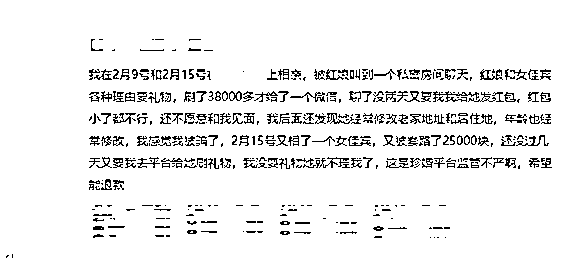 我在2月9号和2月15号 上相亲，被红娘叫到一个私密房间聊天，红娘和女佳宾
各种理由要礼物，刷了38000多才给了一个微信，聊了没两天又要我给她发红包，红包
小了都不行，还不愿意和我见面，我后面还发现她经常修改老家地址和居住地，年龄也经
常修改，我感觉我被骗了，2月15号又相了一个女佳宾，又被套路了25000块，还没过几
天又要我去平台给她刷礼物，我没耍礼物她就不理我了，这是珍婚平台监管不严啊，希望
能退款